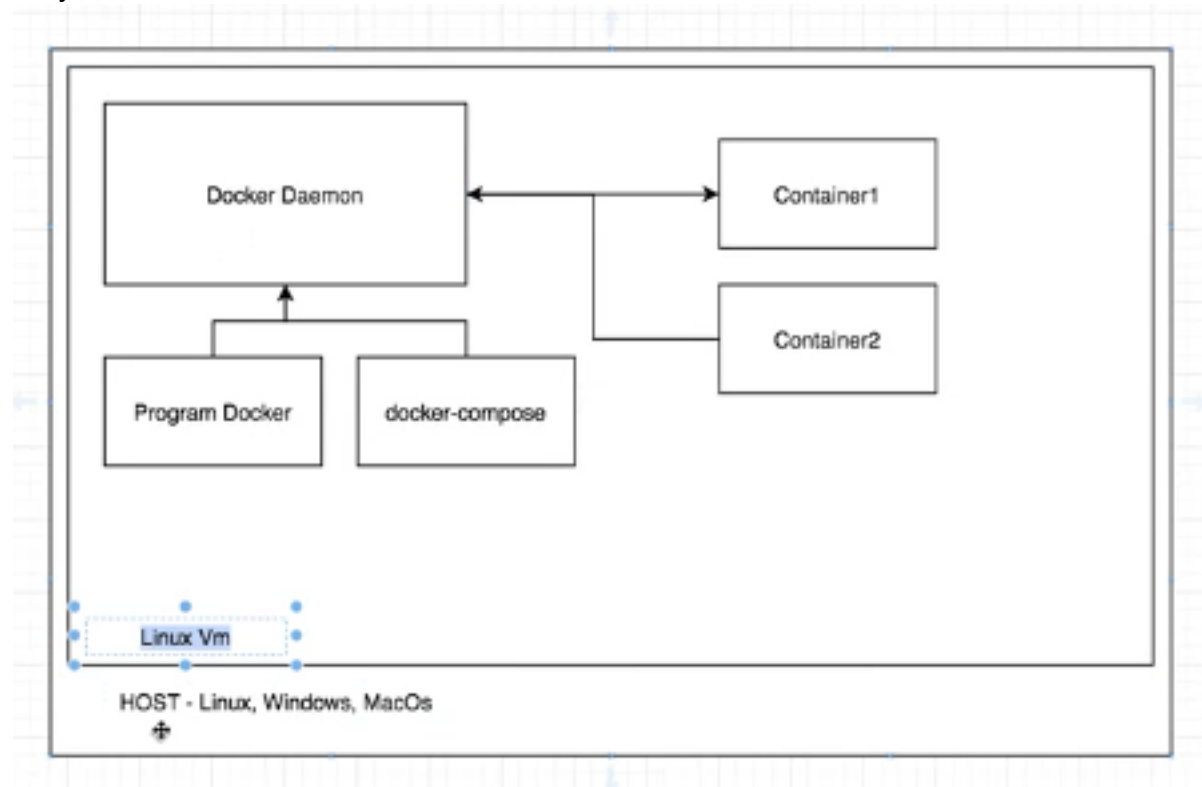 Docker Daemon
Container1
Container2
Program Docker
docker-compose
Linux Vm
HOST - Linux, Windows, MacOs